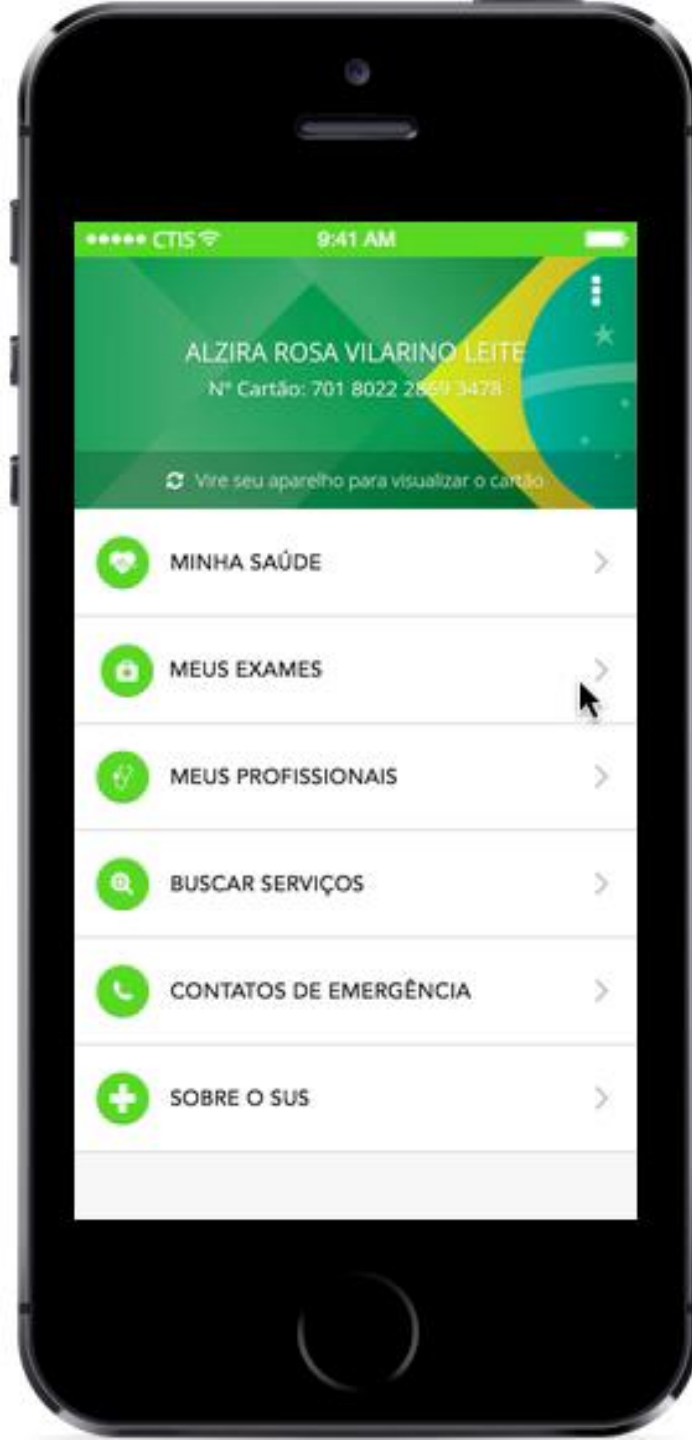 CTIS 9:41 AM
ALZIRA ROSA VILARINO LEITE
Nº Cartão: 701 8022 2869 3478
Vire seu aparelho para visualizar o cartão
MINHA SAÚDE
MEUS EXAMES
MEUS PROFISSIONAIS
BUSCAR SERVIÇOS
CONTATOS DE EMERGÊNCIA
SOBRE O SUS